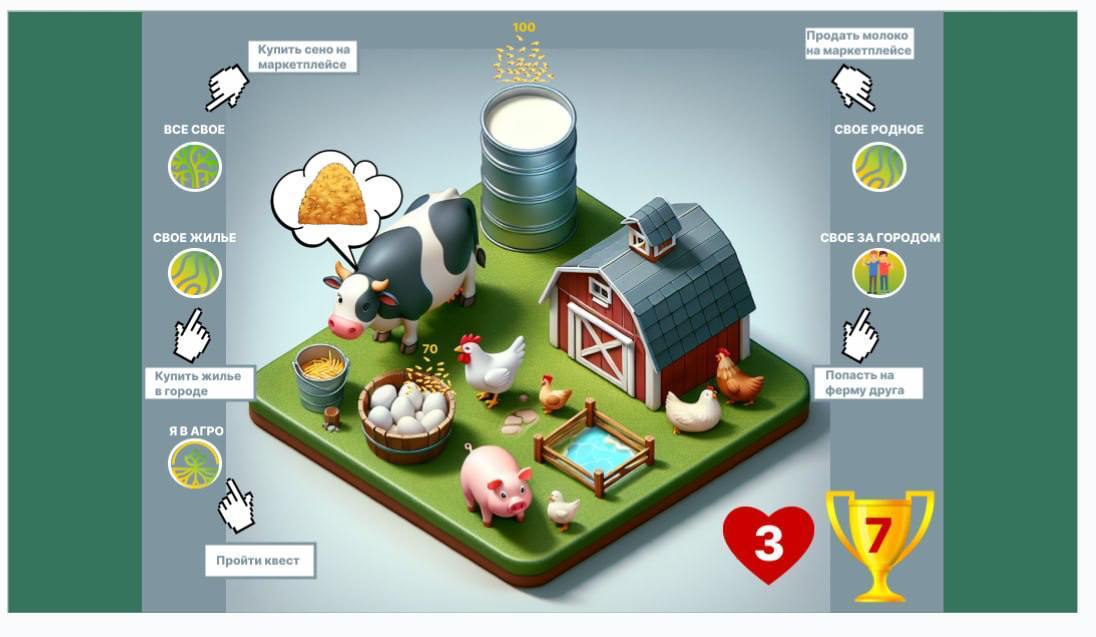 100
Купить сено на
маркетплейсе
Продать молоко
на маркетплейсе
ВСЕ СВОЕ
СВОЕ РОДНОЕ
СВОЕ ЖИЛЬЕ
СВОЕ ЗА ГОРОДОМ
70
Купить жилье
в городе
Попасть на
ферму друга
Я В АГРО
Пройти квест
3
7